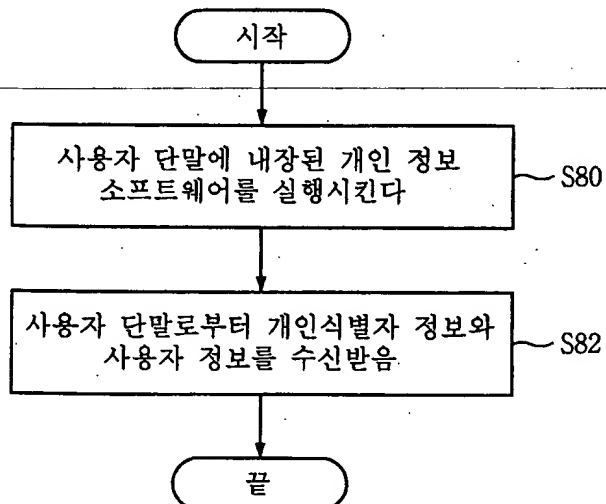 시작
사용자 단말에 내장된 개인 정보
소프트웨어를 실행시킨다
S80
사용자 단말로부터 개인식별자 정보와
사용자 정보를 수신받음
S82
끝